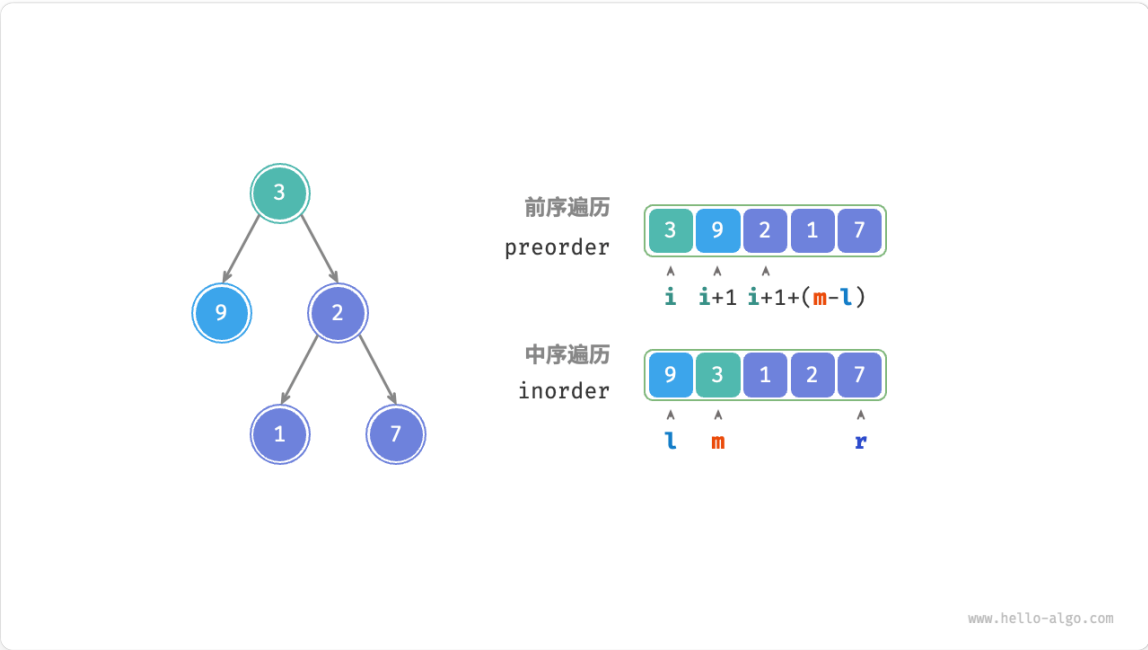 3
9
2
1
7
前序遍历
preorder
3 9 2 1 7
i i+1 i+1+(m-l)
中序遍历
inorder
9 3 1 2 7
l m r
www.hello-algo.com